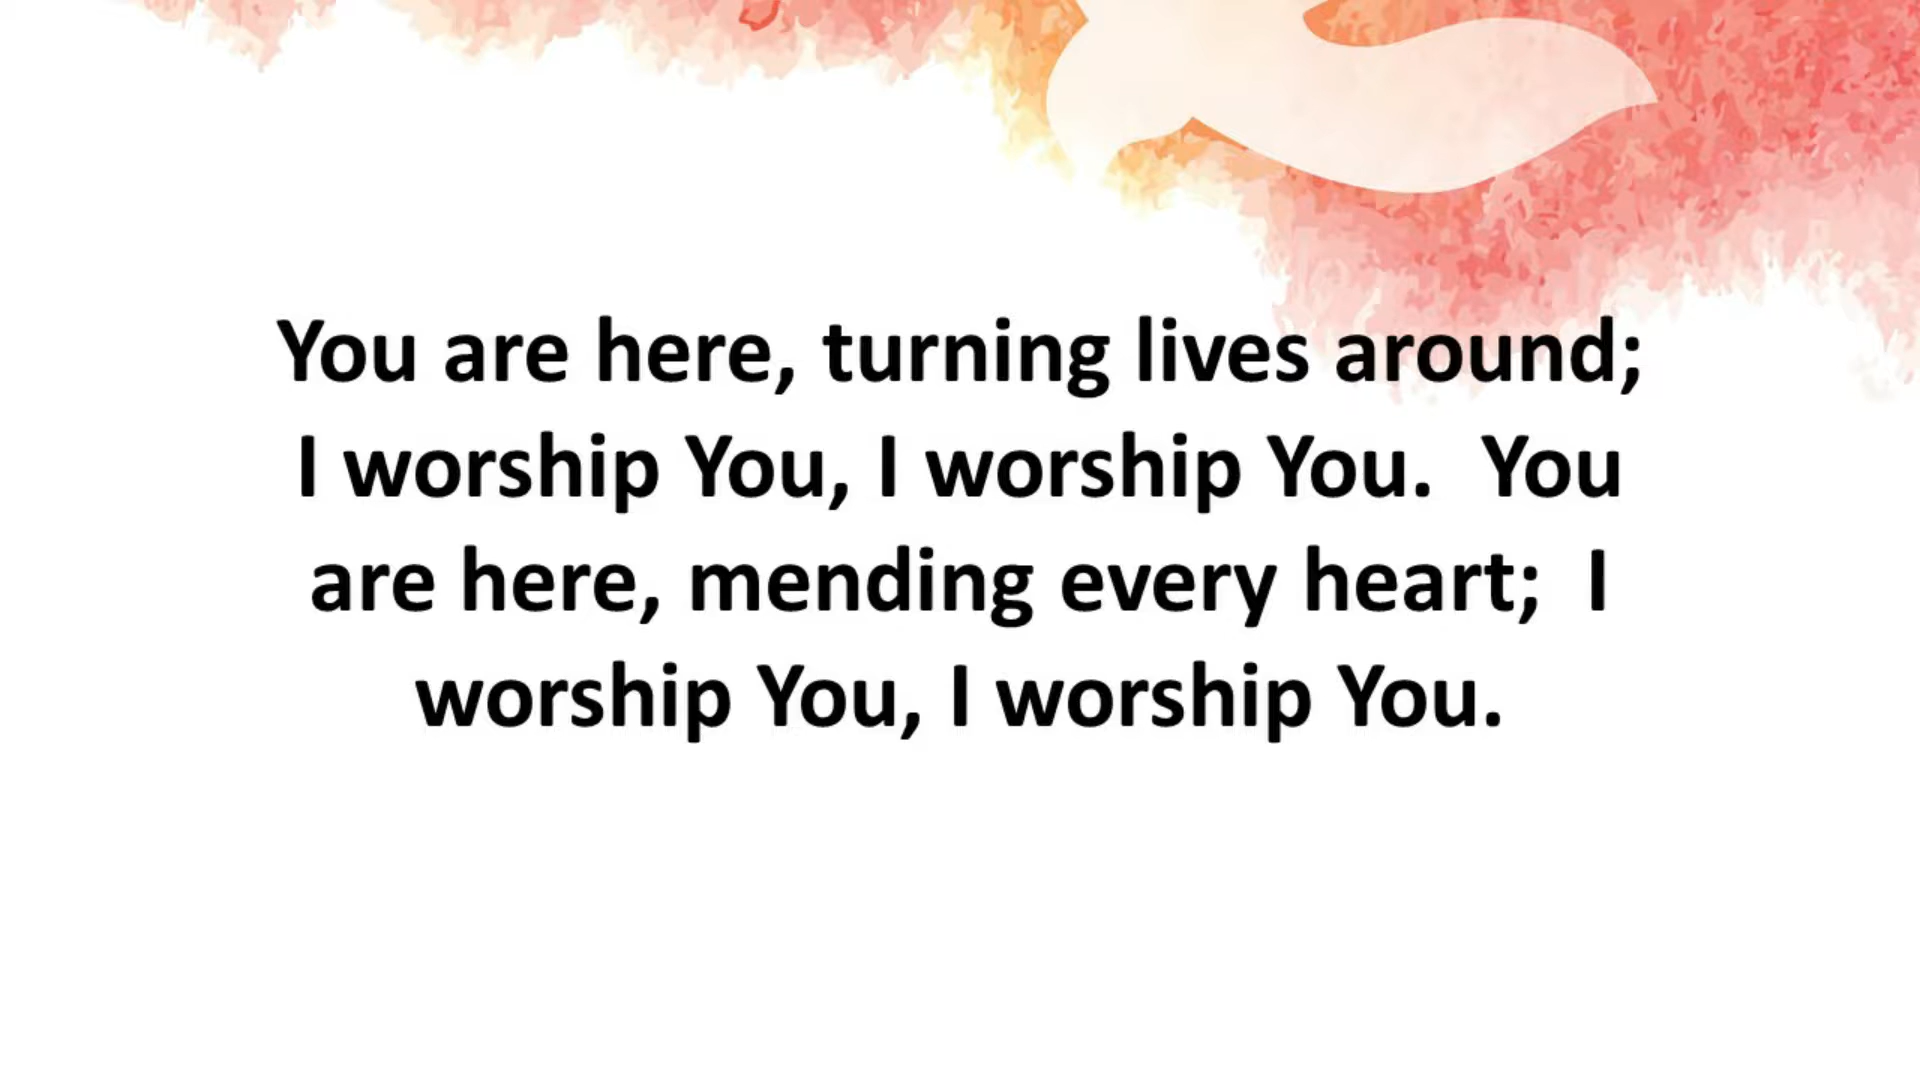 You are here, turning lives around;
I worship You, I worship You.  You
are here, mending every heart;  I
worship You, I worship You.